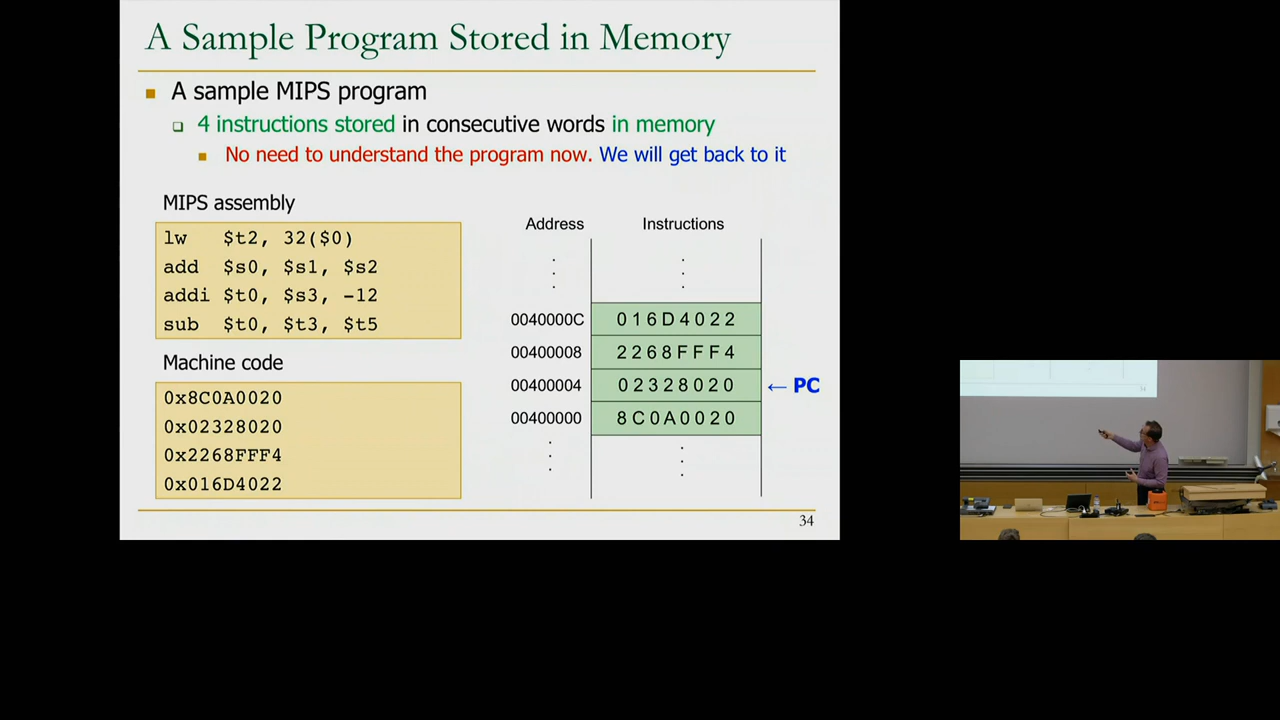 A Sample Program Stored in Memory
A sample MIPS program
4 instructions stored in consecutive words in memory
No need to understand the program now. We will get back to it
MIPS assembly
lw $t2, 32($0)
add $s0, $s1, $s2
addi $t0, $s3, -12
sub $t0, $t3, $t5
Machine code
0x8C0A0020
0x02328020
0x2268FFF4
0x016D4022
Address Instructions
0040000C 016D4022
00400008 2268FFF4
00400004 02328020 ← PC
00400000 8C0A0020
34